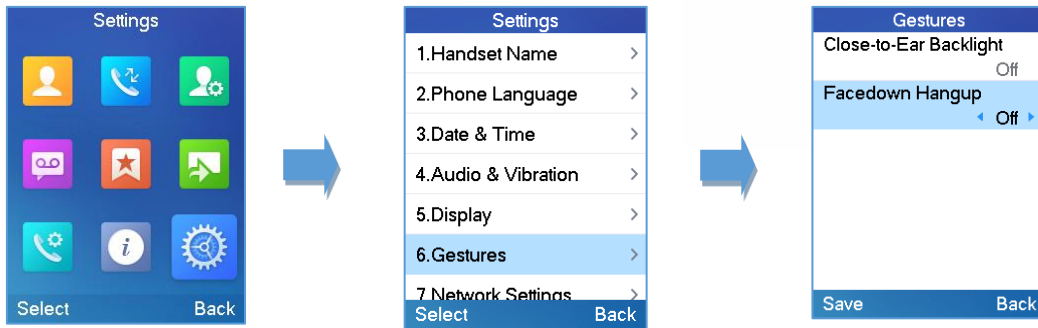 Settings
i
Select Back
Settings
1.Handset Name
2.Phone Language
3.Date & Time
4.Audio & Vibration
5.Display
6.Gestures
7.Network Settings
Select Back
Gestures
Close-to-Ear Backlight
Off
Facedown Hangup
Off
Save Back